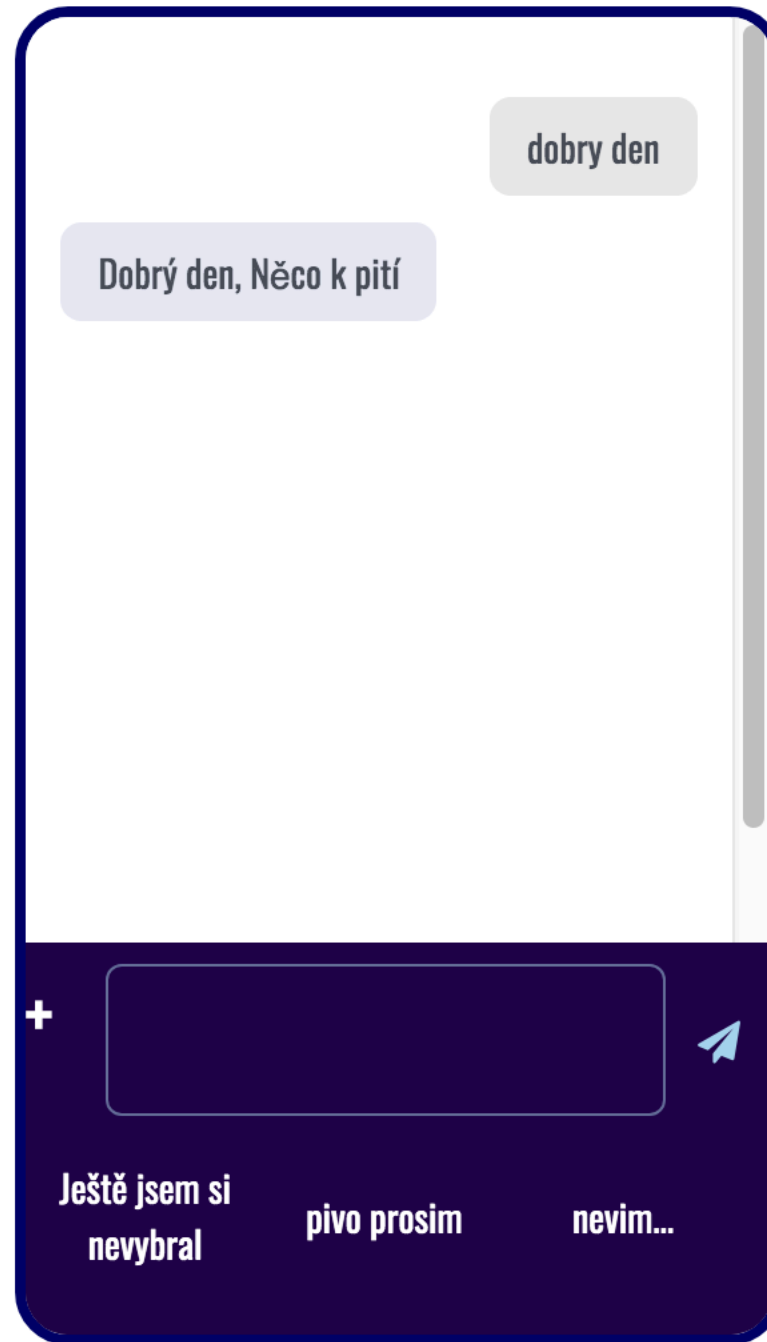 dobry den
Dobrý den, Něco k pití
+
Ještě jsem si
nevybral
pivo prosim
nevim...